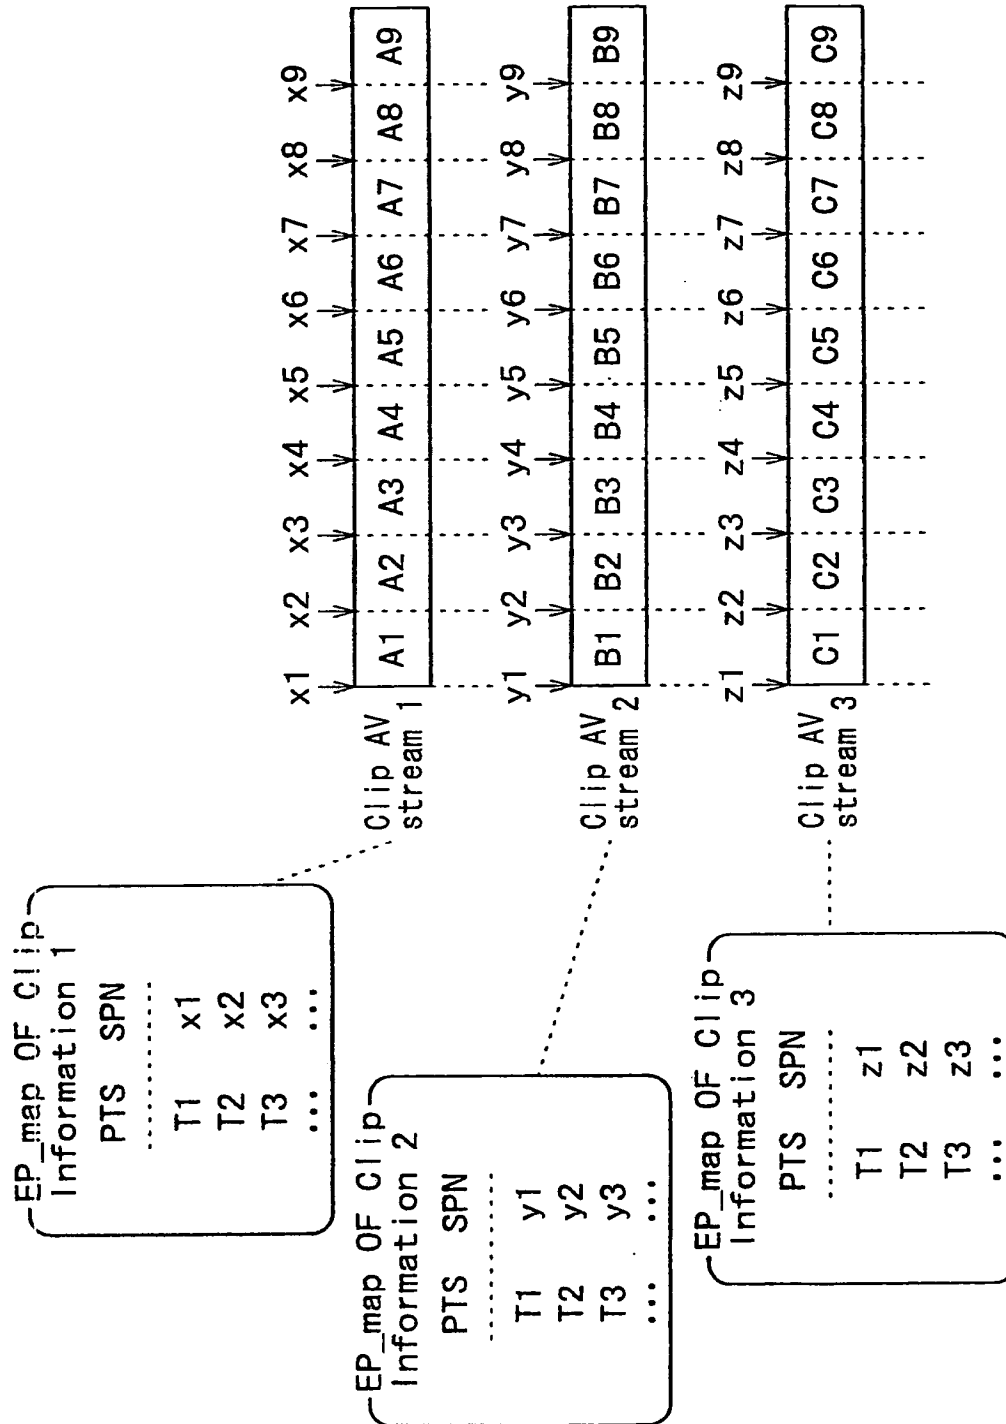 EP_map OF Clip
Information 1
PTS SPN
T1 x1
T2 x2
T3 x3
... ...
EP_map OF Clip
Information 2
PTS SPN
T1 y1
T2 y2
T3 y3
... ...
EP_map OF Clip
Information 3
PTS SPN
T1 z1
T2 z2
T3 z3
... ...
x1 x2 x3 x4 x5 x6 x7 x8 x9
Clip AV
stream 1
A1 A2 A3 A4 A5 A6 A7 A8 A9
y1 y2 y3 y4 y5 y6 y7 y8 y9
Clip AV
stream 2
B1 B2 B3 B4 B5 B6 B7 B8 B9
z1 z2 z3 z4 z5 z6 z7 z8 z9
Clip AV
stream 3
C1 C2 C3 C4 C5 C6 C7 C8 C9